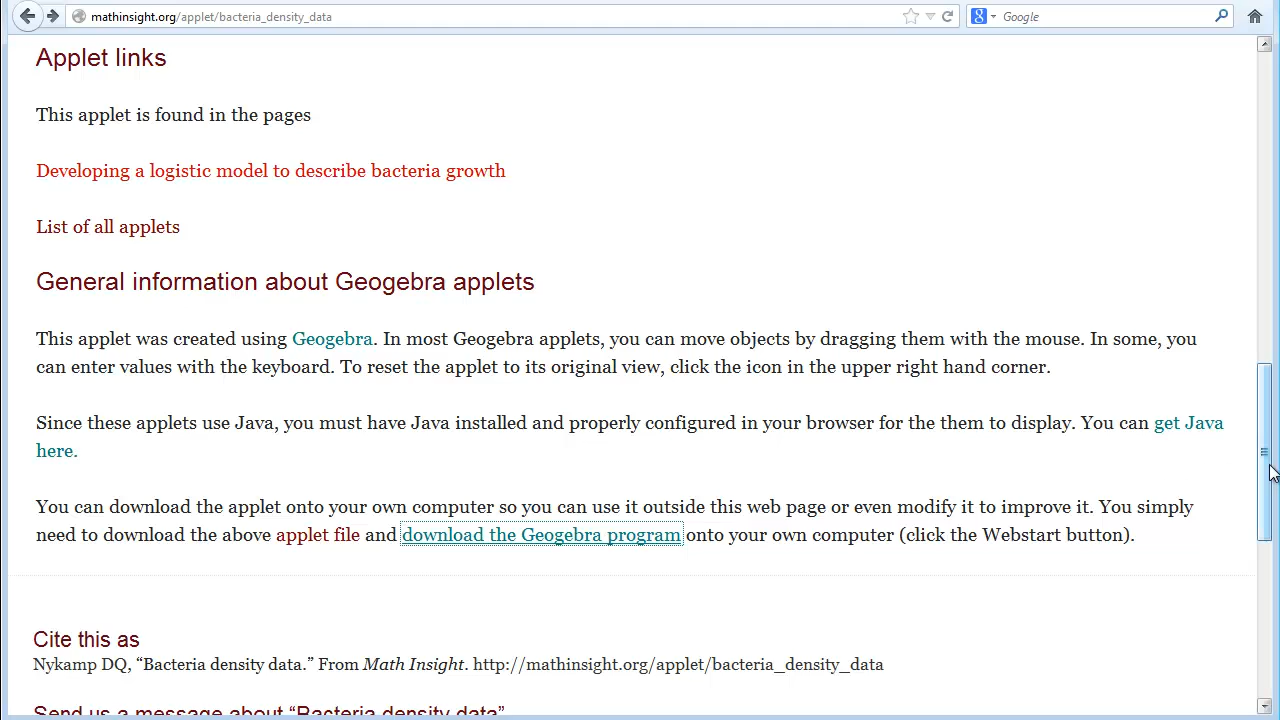 mathinsight.org/applet/bacteria_density_data
Google
Applet links
This applet is found in the pages
Developing a logistic model to describe bacteria growth
List of all applets
General information about Geogebra applets
This applet was created using Geogebra. In most Geogebra applets, you can move objects by dragging them with the mouse. In some, you
can enter values with the keyboard. To reset the applet to its original view, click the icon in the upper right hand corner.
Since these applets use Java, you must have Java installed and properly configured in your browser for the them to display. You can get Java
here.
You can download the applet onto your own computer so you can use it outside this web page or even modify it to improve it. You simply
need to download the above applet file and download the Geogebra program onto your own computer (click the Webstart button).
Cite this as
Nykamp DQ, “Bacteria density data.” From Math Insight. http://mathinsight.org/applet/bacteria_density_data
Send us a message about “Bacteria density data”